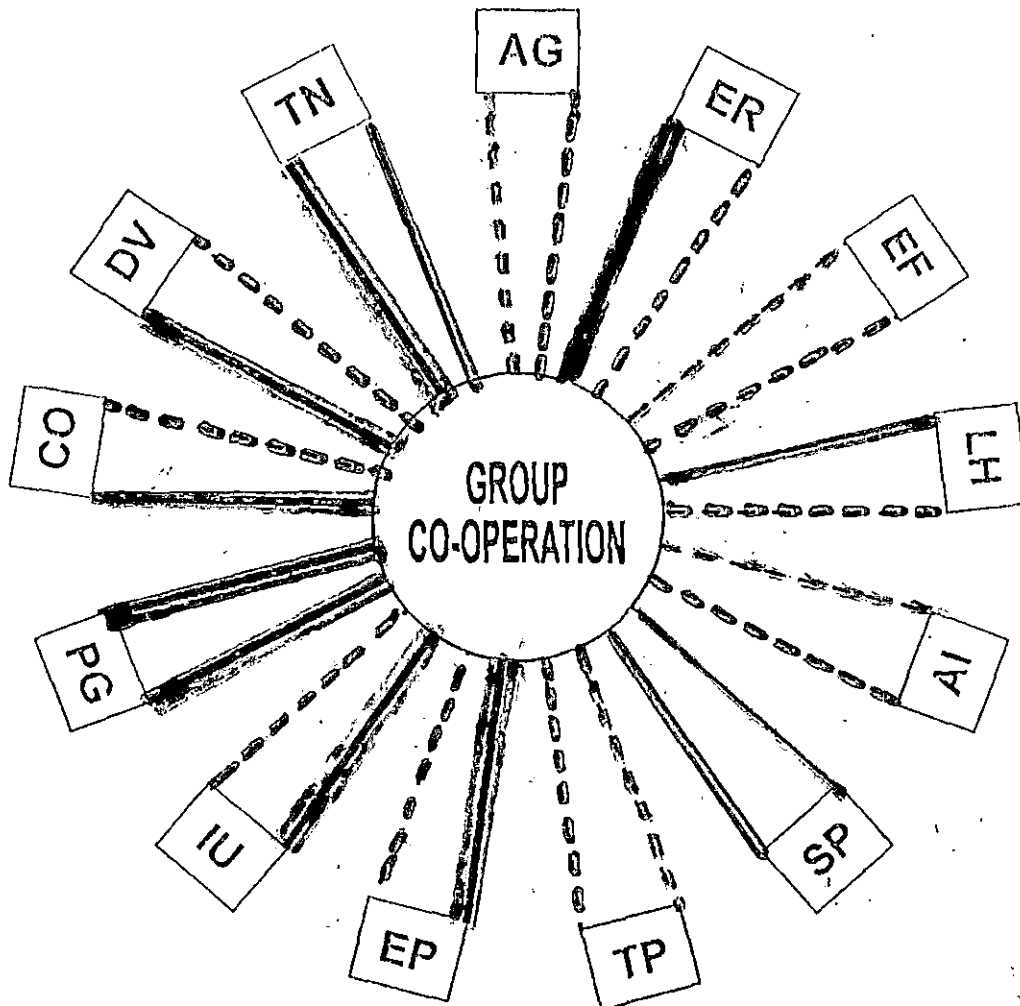 AG
ER
EF
LH
AI
SP
TP
EP
IU
PG
CO
DV
TN
GROUP
CO-OPERATION